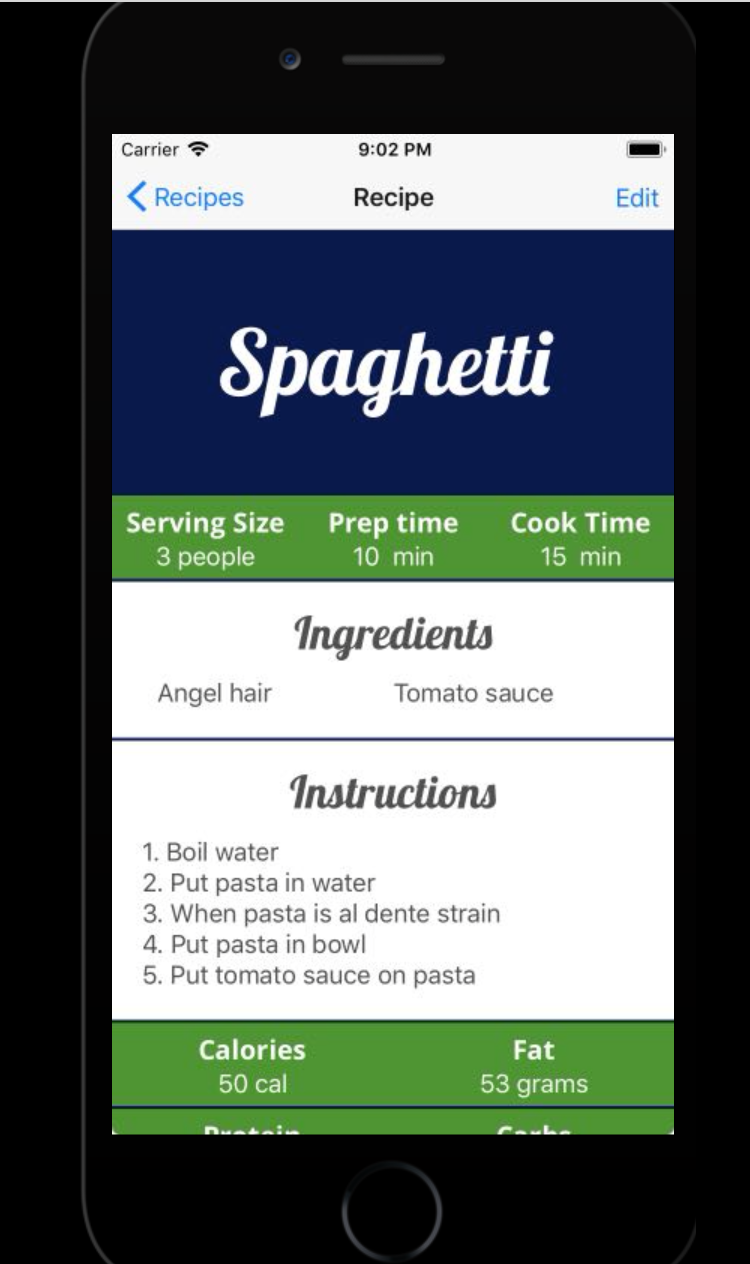 Carrier 9:02 PM
Recipes Recipe Edit
Spaghetti
Serving Size Prep time Cook Time
3 people 10 min 15 min
Ingredients
Angel hair Tomato sauce
Instructions
1. Boil water
2. Put pasta in water
3. When pasta is al dente strain
4. Put pasta in bowl
5. Put tomato sauce on pasta
Calories Fat
50 cal 53 grams
Protein Carbs